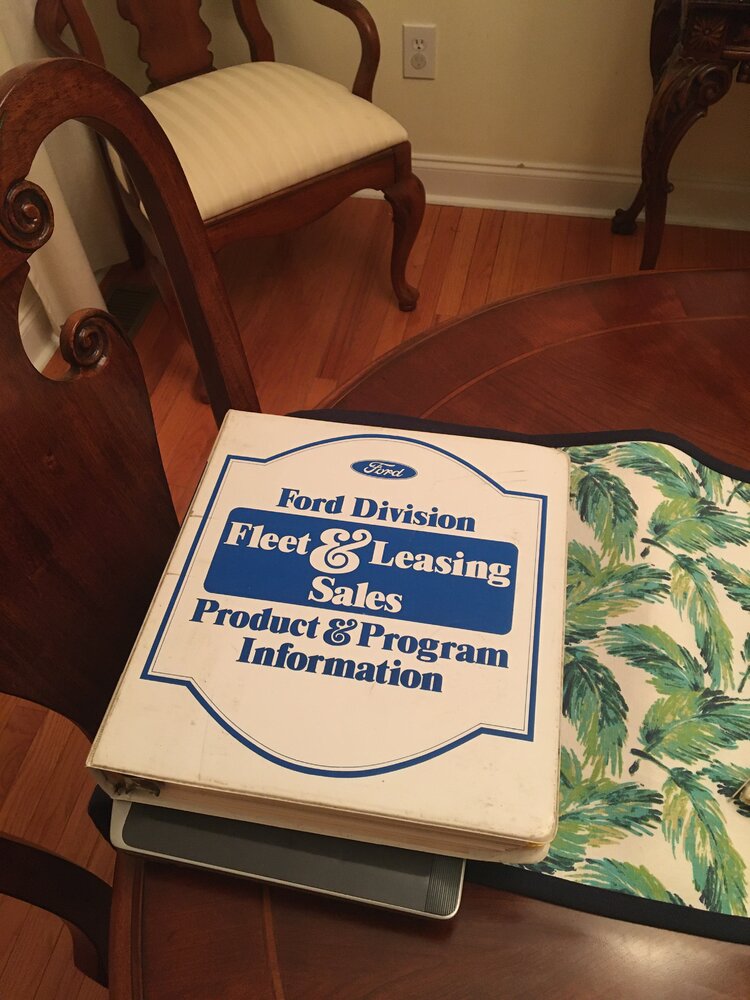 Ford
Ford Division
Fleet & Leasing
Sales
Product & Program
Information